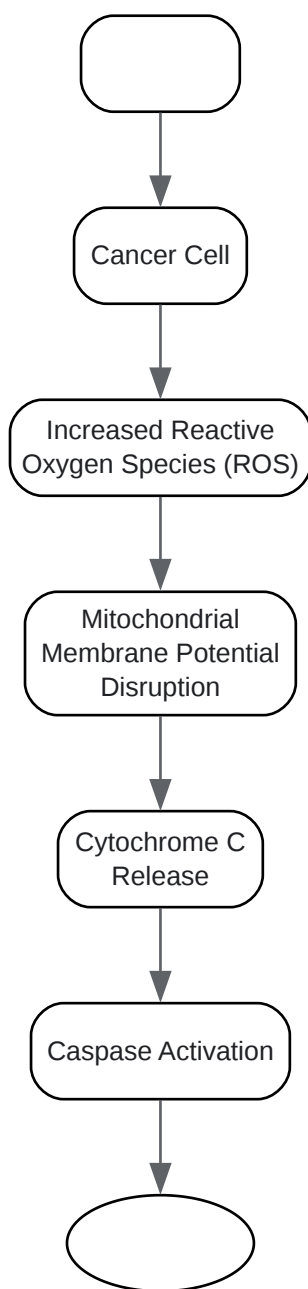 Cancer Cell
Increased Reactive
Oxygen Species (ROS)
Mitochondrial
Membrane Potential
Disruption
Cytochrome C
Release
Caspase Activation